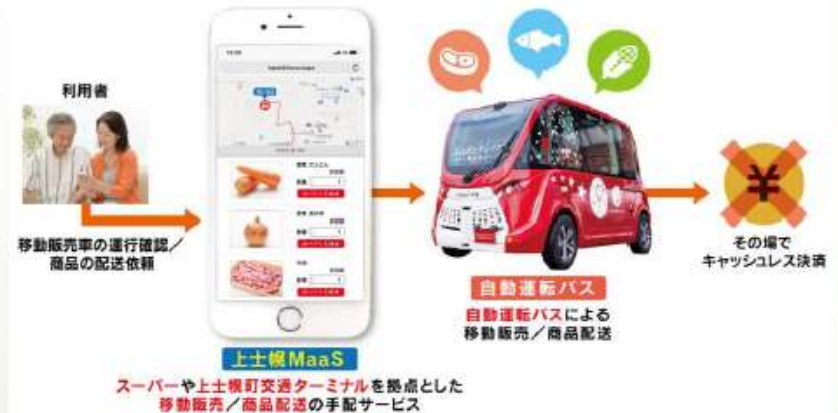 利用者
移動販売車の運行確認／
商品の配送依頼
上士幌MaaS
スーパーや上士幌町交通ターミナルを拠点とした
移動販売／商品配送の手配サービス
自動運転バス
自動運転バスによる
移動販売／商品配送
¥
その場で
キャッシュレス決済